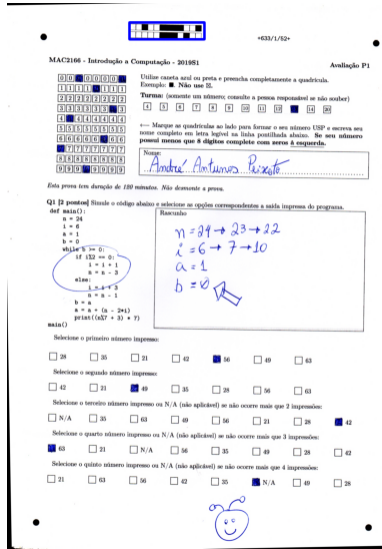 +633/1/52+
MAC2166 - Introdução a Computação - 2019S1
Avaliação P1
Utilize caneta azul ou preta e preencha completamente a quadrícula.
Exemplo: ■. Não use ☒.
Turma: (somente um número; consulte a pessoa responsável se não souber)
4 5 6 7 8 9 10 11 12 14 20
⟵ Marque as quadrículas ao lado para formar o seu número USP e escreva seu
nome completo em letra legível na linha pontilhada abaixo. Se seu número
possui menos que 8 dígitos complete com zeros à esquerda.
Nome:
André Antunes Peixoto
Esta prova tem duração de 120 minutos. Não desmonte a prova.
Q1 [2 pontos] Simule o código abaixo e selecione as opções correspondentes a saída impressa do programa.
def main():
n = 24
i = 6
a = 1
b = 0
while n >= 0:
if i%2 == 0:
i = i + 1
n = n - 3
else:
i = i + 3
n = n - 1
b = a
a = a + (n - 2*i)
print((n%7 + 3) * 7)
main()
Rascunho
n = 24 → 23 → 22
i = 6 → 7 → 10
a = 1
b = 0
Selecione o primeiro número impresso:
28 35 21 42 56 49 63
Selecione o segundo número impresso:
42 21 49 35 28 56 63
Selecione o terceiro número impresso ou N/A (não aplicável) se não ocorre mais que 2 impressões:
N/A 35 63 49 56 21 28 42
Selecione o quarto número impresso ou N/A (não aplicável) se não ocorre mais que 3 impressões:
63 21 N/A 56 35 49 28 42
Selecione o quinto número impresso ou N/A (não aplicável) se não ocorre mais que 4 impressões:
21 63 56 42 35 N/A 49 28